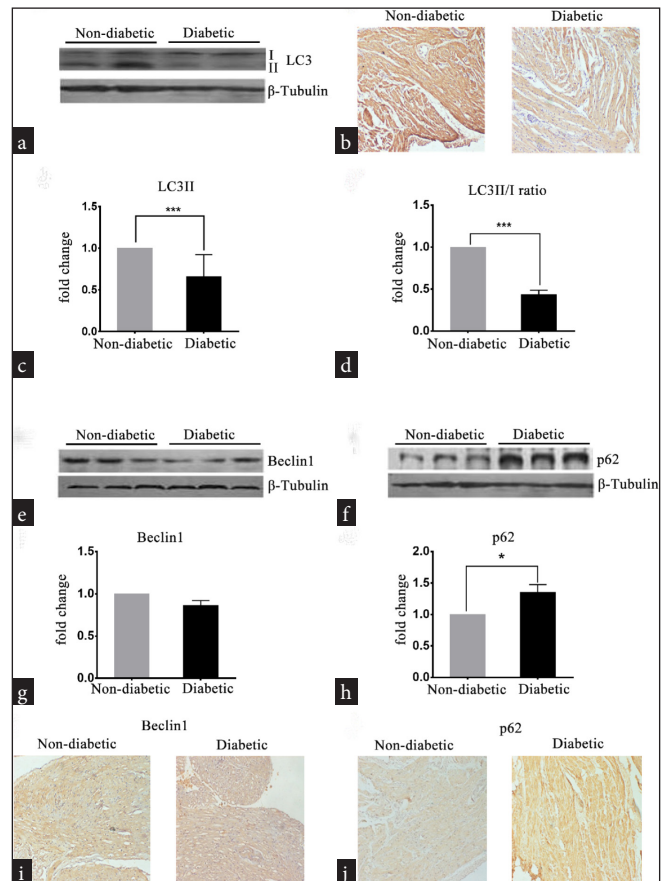 Non-diabetic Diabetic
I
II LC3
β-Tubulin
a
Non-diabetic Diabetic
b
LC3II
1.5
1.0
0.5
0.0
fold change
***
Non-diabetic Diabetic
c
LC3II/I ratio
1.5
1.0
0.5
0.0
fold change
***
Non-diabetic Diabetic
d
Non-diabetic Diabetic
Beclin1
β-Tubulin
e
Non-diabetic Diabetic
p62
β-Tubulin
f
Beclin1
1.5
1.0
0.5
0.0
fold change
Non-diabetic Diabetic
g
p62
2.0
1.5
1.0
0.5
0.0
fold change
*
Non-diabetic Diabetic
h
Beclin1
Non-diabetic Diabetic
i
p62
Non-diabetic Diabetic
j